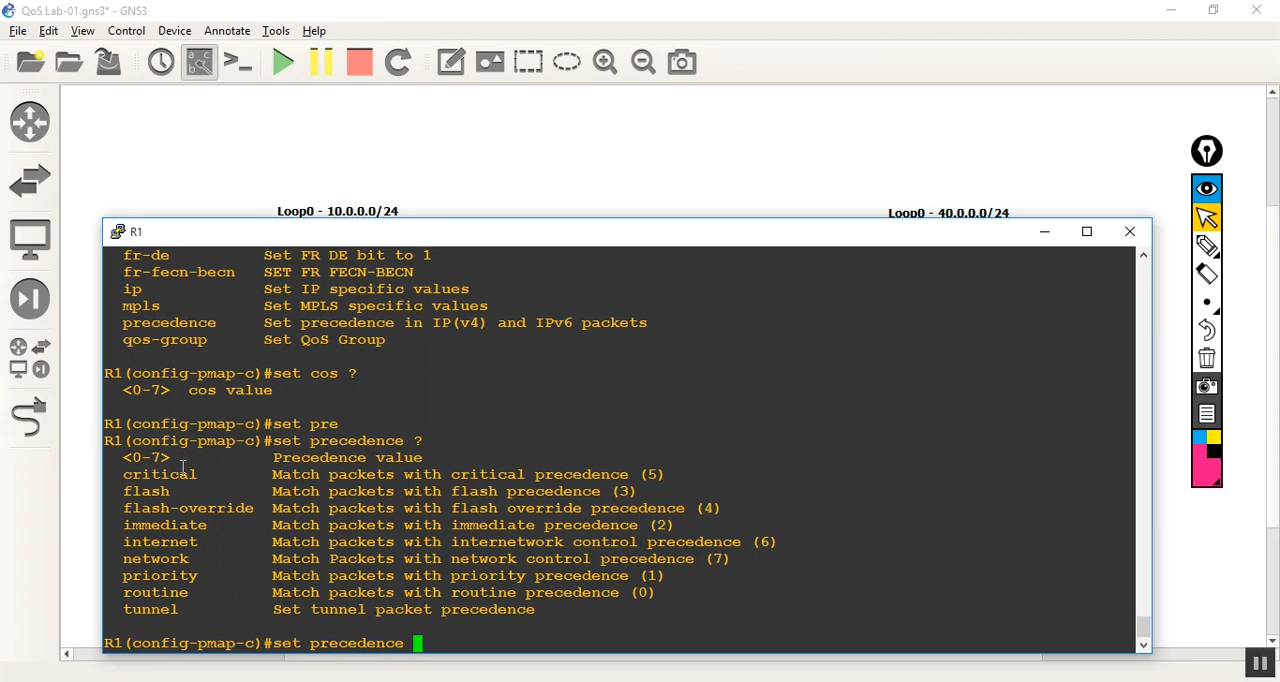 QoS Lab-01.gns3* - GNS3
File Edit View Control Device Annotate Tools Help
Loop0 - 10.0.0.0/24
Loop0 - 40.0.0.0/24
R1
fr-de Set FR DE bit to 1
fr-fecn-becn SET FR FECN-BECN
ip Set IP specific values
mpls Set MPLS specific values
precedence Set precedence in IP(v4) and IPv6 packets
qos-group Set QoS Group
R1(config-pmap-c)#set cos ?
<0-7> cos value
R1(config-pmap-c)#set pre
R1(config-pmap-c)#set precedence ?
<0-7> Precedence value
critical Match packets with critical precedence (5)
flash Match packets with flash precedence (3)
flash-override Match packets with flash override precedence (4)
immediate Match packets with immediate precedence (2)
internet Match packets with internetwork control precedence (6)
network Match Packets with network control precedence (7)
priority Match packets with priority precedence (1)
routine Match packets with routine precedence (0)
tunnel Set tunnel packet precedence
R1(config-pmap-c)#set precedence